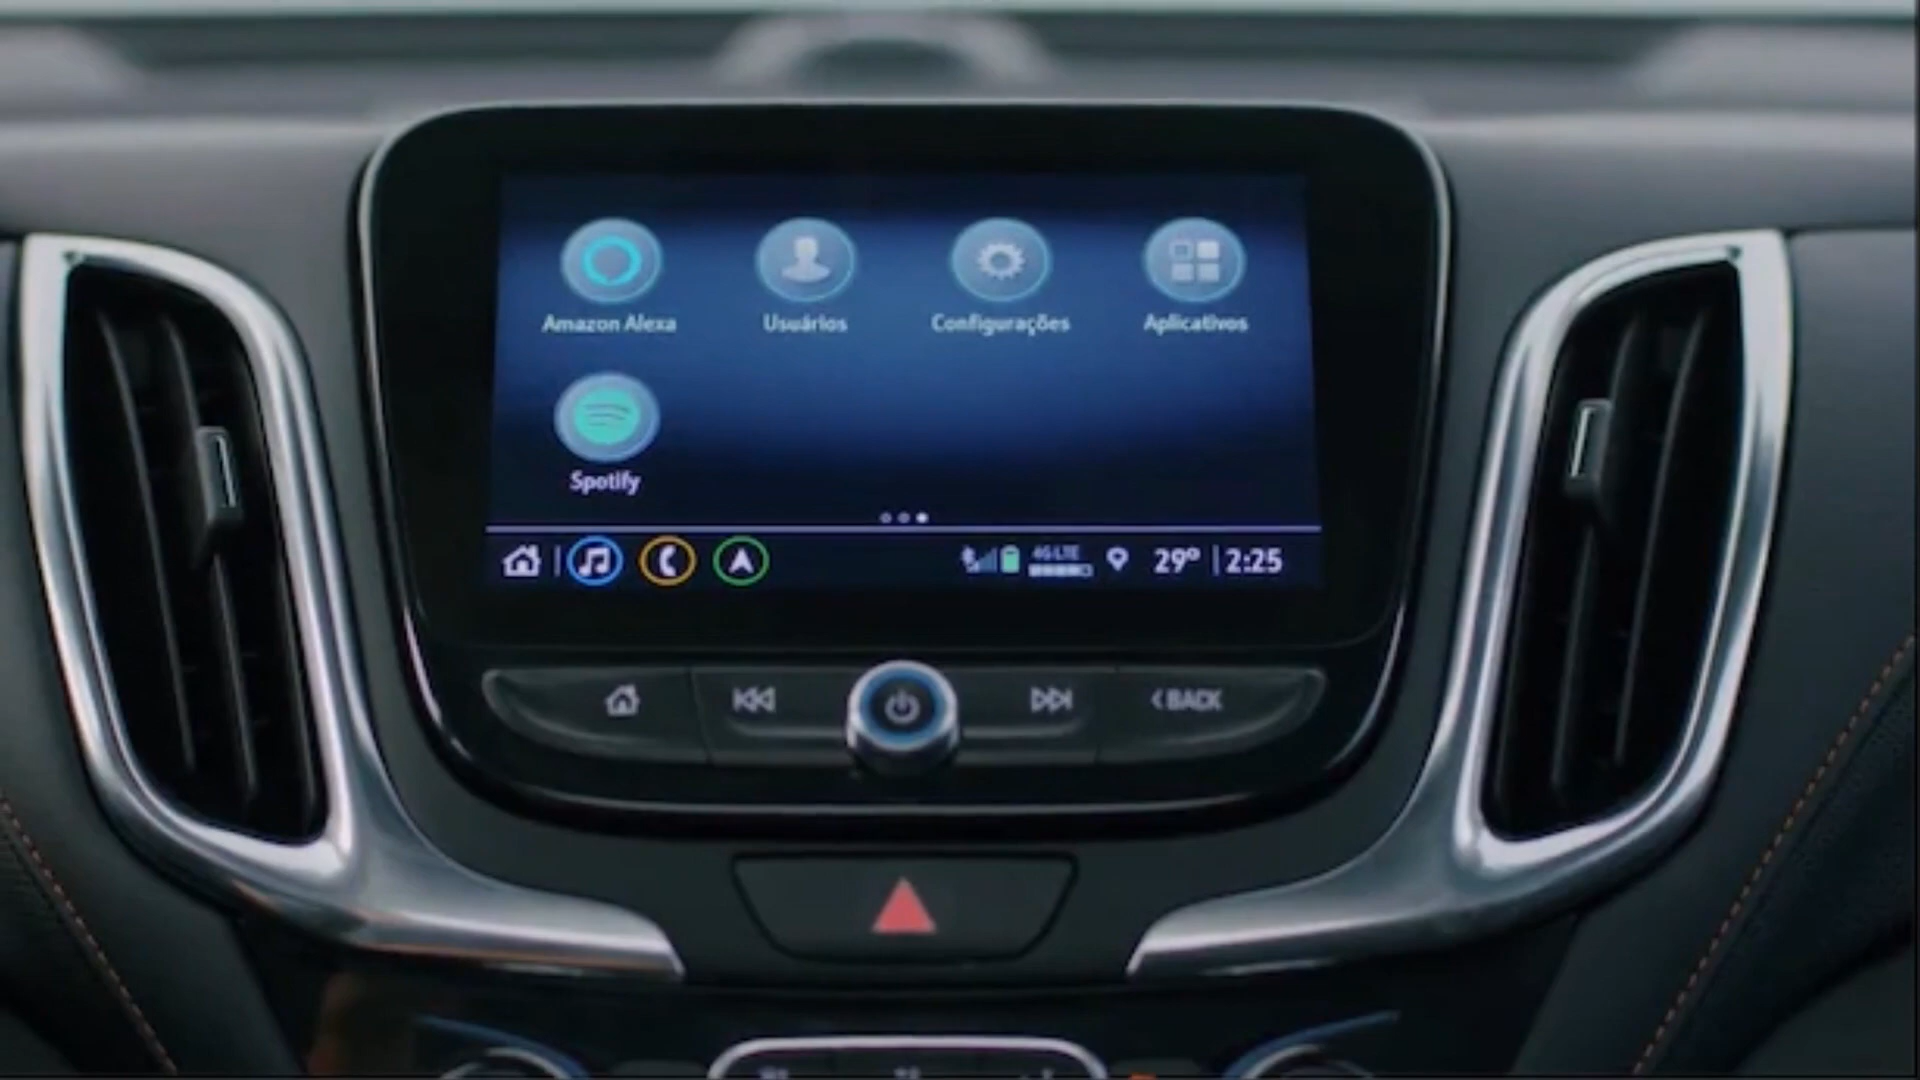 Amazon Alexa Usuários Configurações Aplicativos
Spotify
4G LTE 29° 2:25
BACK